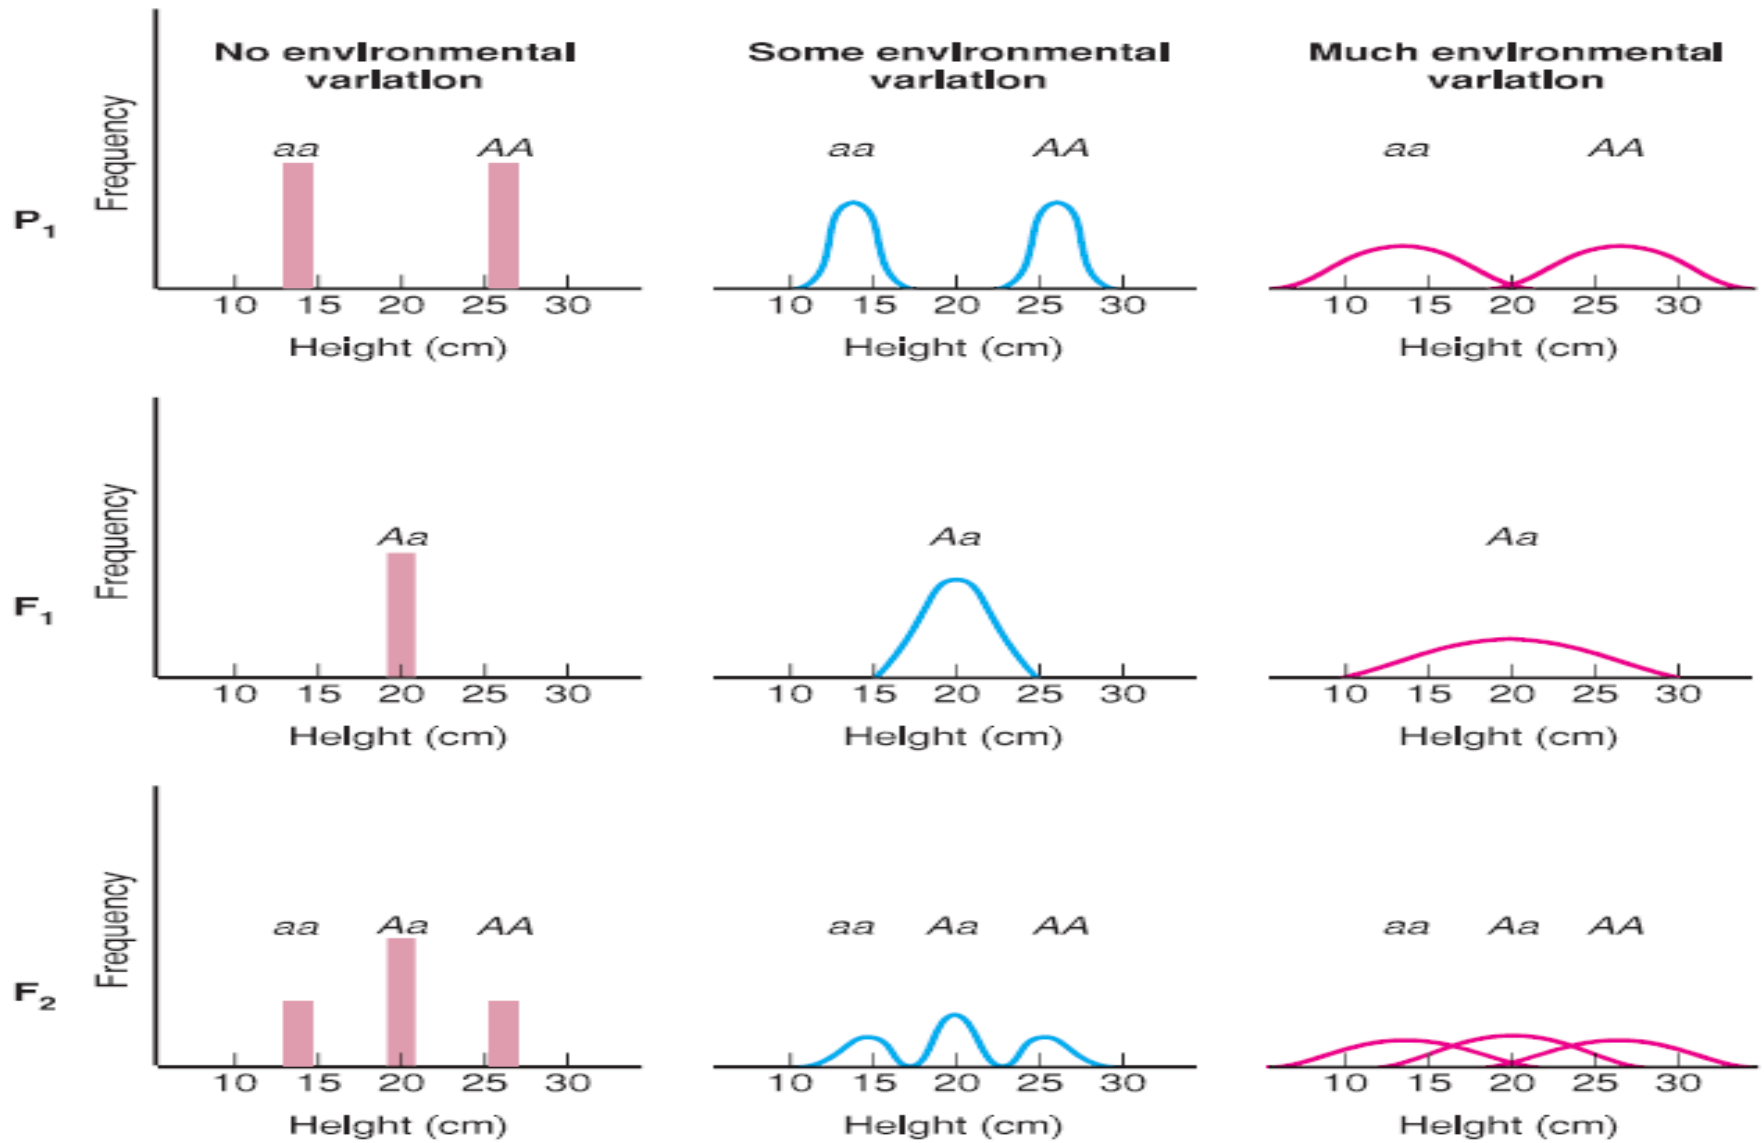 No environmental
variation
Some environmental
variation
Much environmental
variation
P1
Frequency
aa
AA
10 15 20 25 30
Height (cm)
aa
AA
10 15 20 25 30
Height (cm)
aa
AA
10 15 20 25 30
Height (cm)
F1
Frequency
Aa
10 15 20 25 30
Height (cm)
Aa
10 15 20 25 30
Height (cm)
Aa
10 15 20 25 30
Height (cm)
F2
Frequency
aa Aa AA
10 15 20 25 30
Height (cm)
aa Aa AA
10 15 20 25 30
Height (cm)
aa Aa AA
10 15 20 25 30
Height (cm)